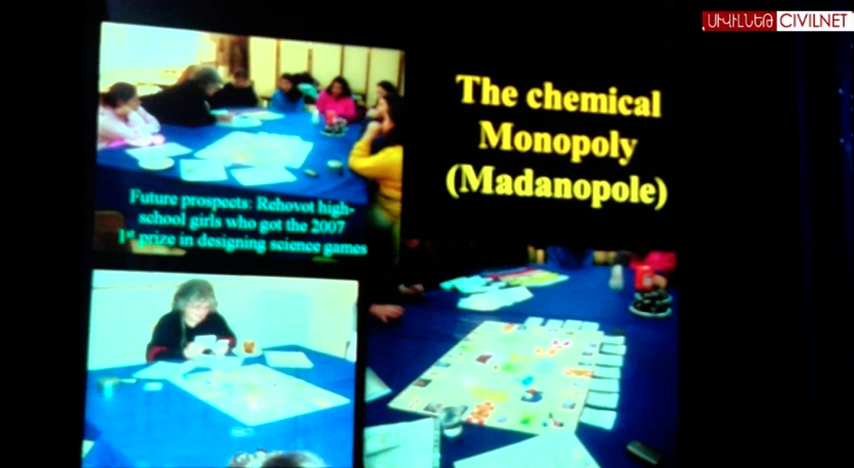 ՍԻՎԻԼՆԵԹ CIVILNET
The chemical
Monopoly
(Madanopole)
Future prospects: Rehovot high-
school girls who got the 2007
1st prize in designing science games